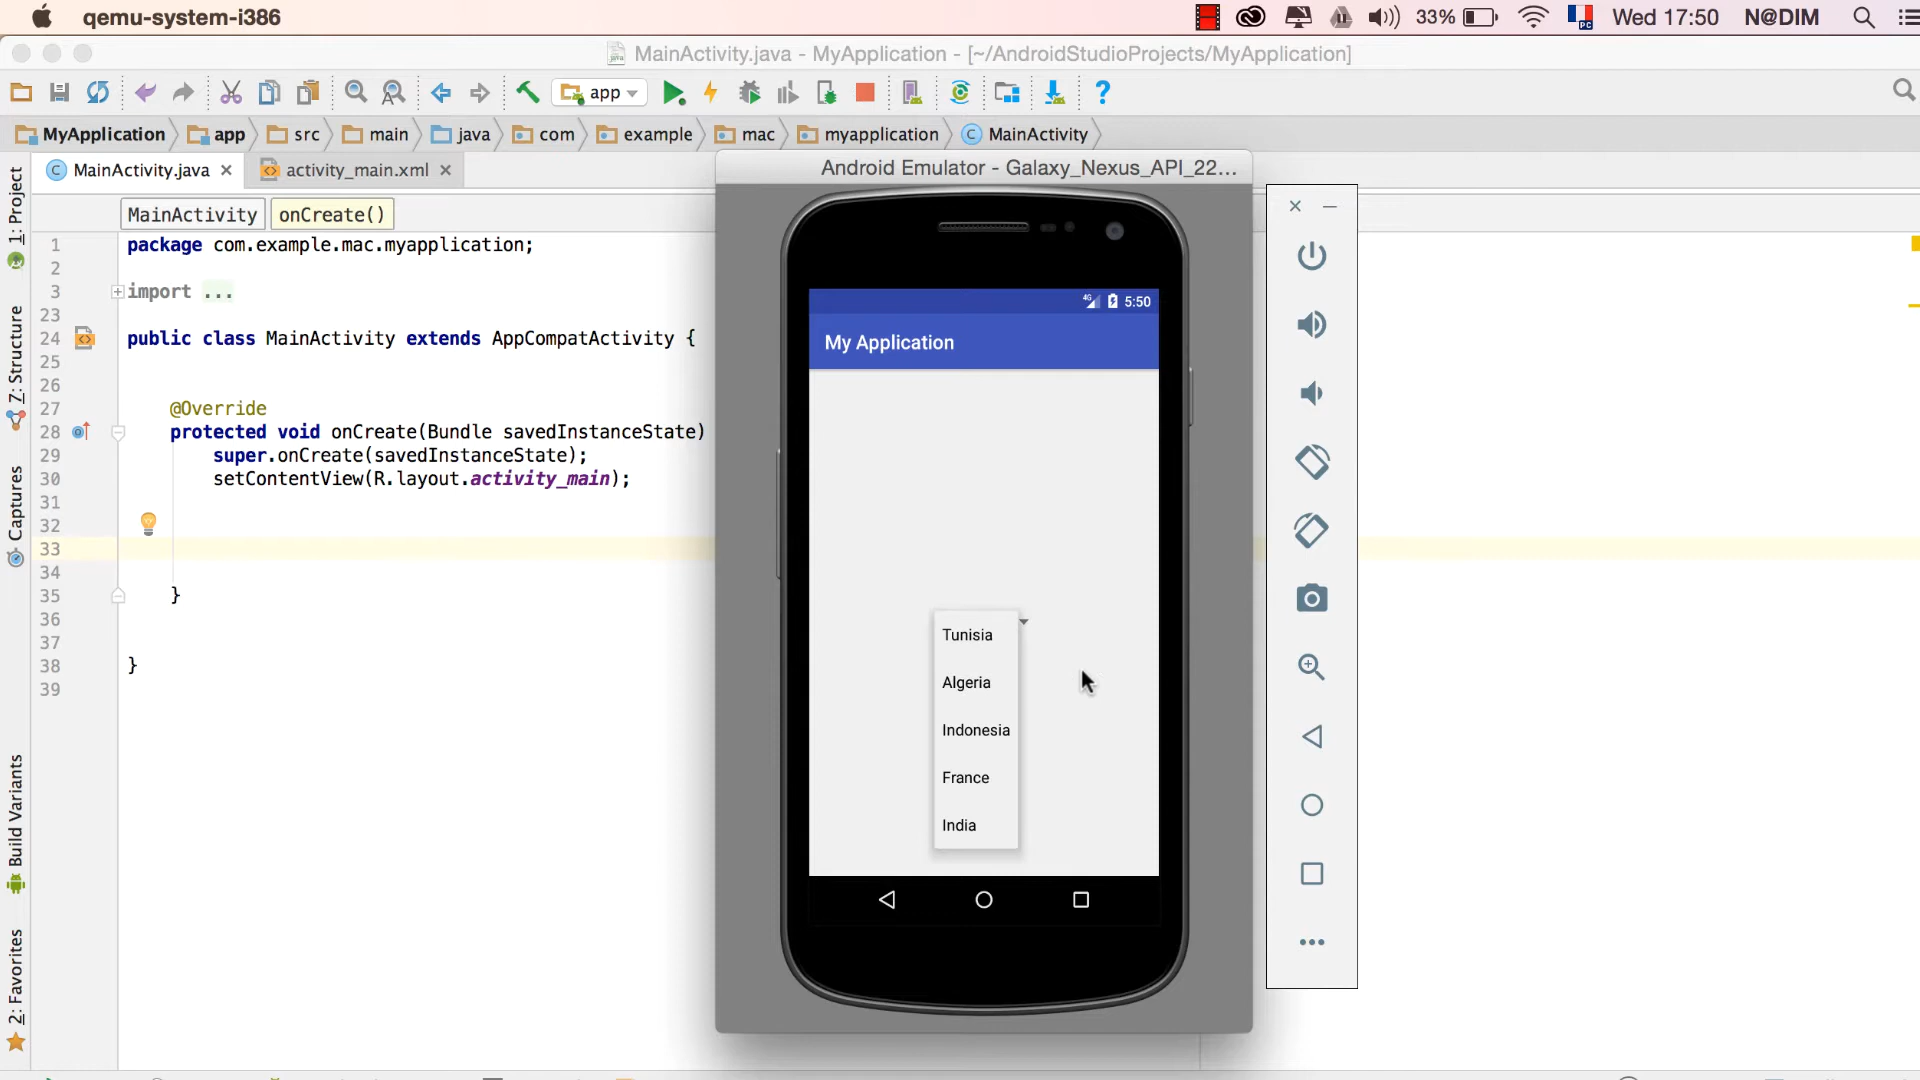 qemu-system-i386
33%
Wed 17:50 N@DIM
MainActivity.java - MyApplication - [~/AndroidStudioProjects/MyApplication]
app
?
MyApplication app src main java com example mac myapplication MainActivity
MainActivity.java
activity_main.xml
Android Emulator - Galaxy_Nexus_API_22...
MainActivity
onCreate()
1: Project
7: Structure
Captures
Build Variants
2: Favorites
1 package com.example.mac.myapplication;
2
3 import ...
23
24 public class MainActivity extends AppCompatActivity {
25
26
27 @Override
28 protected void onCreate(Bundle savedInstanceState)
29 super.onCreate(savedInstanceState);
30 setContentView(R.layout.activity_main);
31
32
33
34
35 }
36
37
38 }
39
4G 5:50
My Application
Tunisia
Algeria
Indonesia
France
India